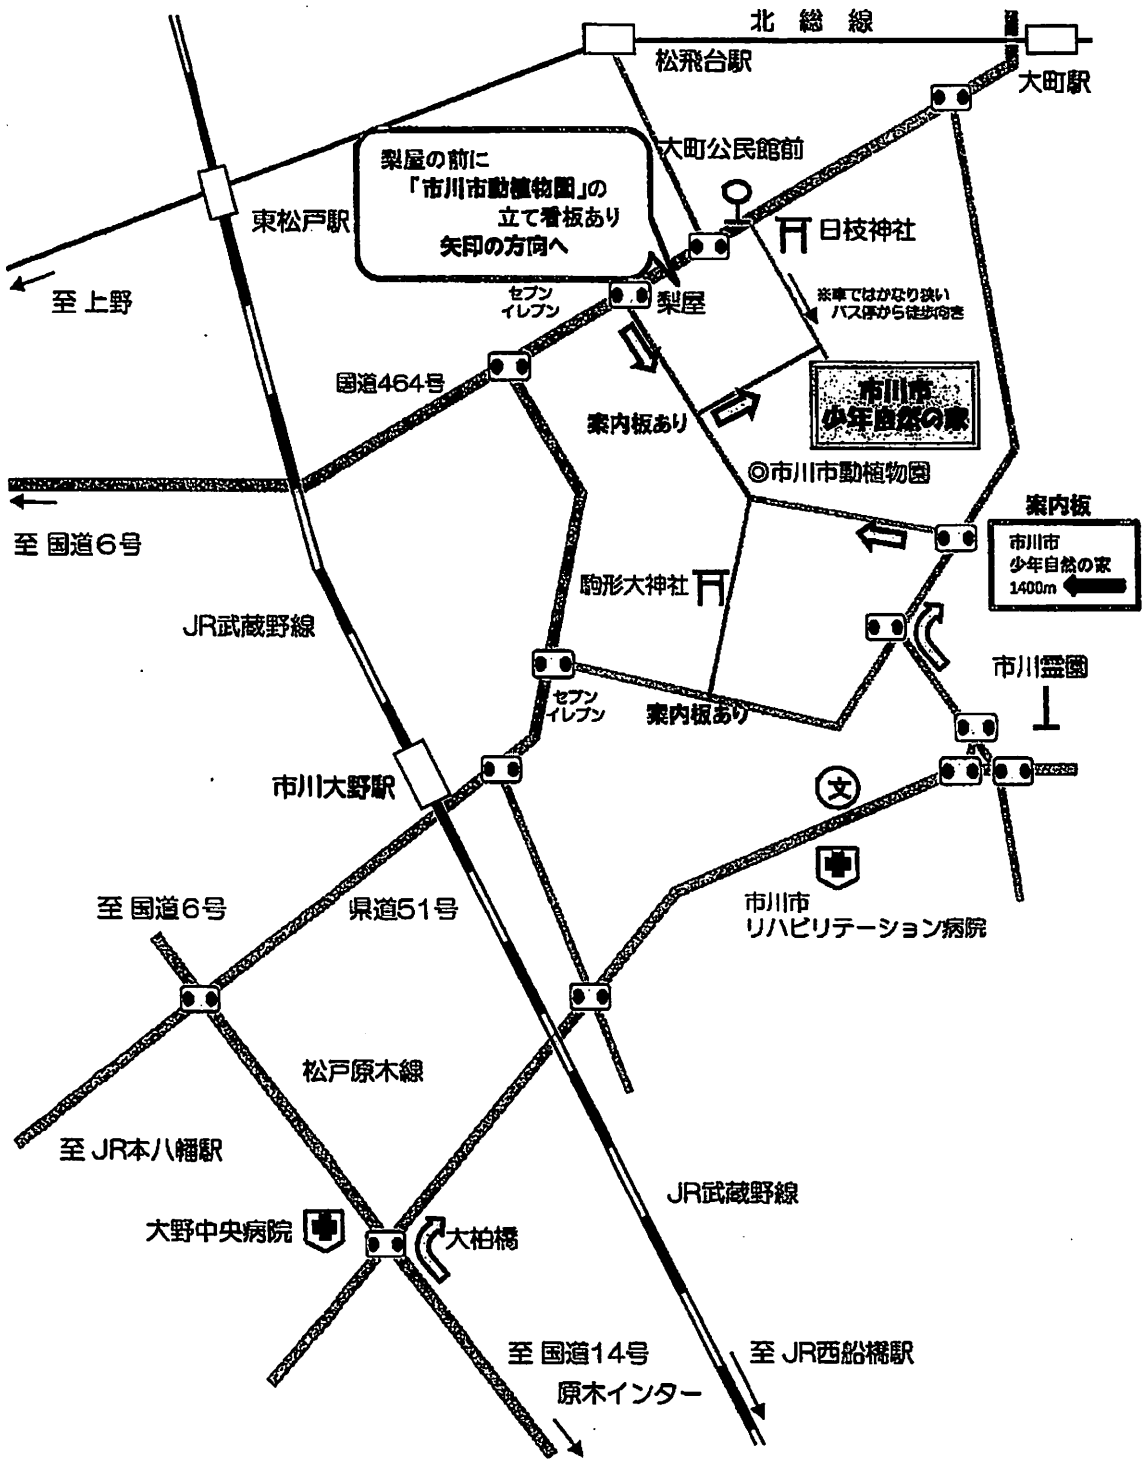 北 総 線
松飛台駅
大町駅
大町公民館前
梨屋の前に
「市川市動植物園」の
立て看板あり
矢印の方向へ
東松戸駅
日枝神社
至 上野
セブン
イレブン
梨屋
※車ではかなり狭い
バス停から徒歩向き
国道464号
市川市
少年自然の家
案内板あり
◎市川市動植物園
案内板
市川市
少年自然の家
1400m
至 国道6号
駒形大神社
JR武蔵野線
市川霊園
セブン
イレブン
案内板あり
市川大野駅
文
至 国道6号
県道51号
市川市
リハビリテーション病院
松戸原木線
至 JR本八幡駅
JR武蔵野線
大野中央病院
大柏橋
至 国道14号
原木インター
至 JR西船橋駅